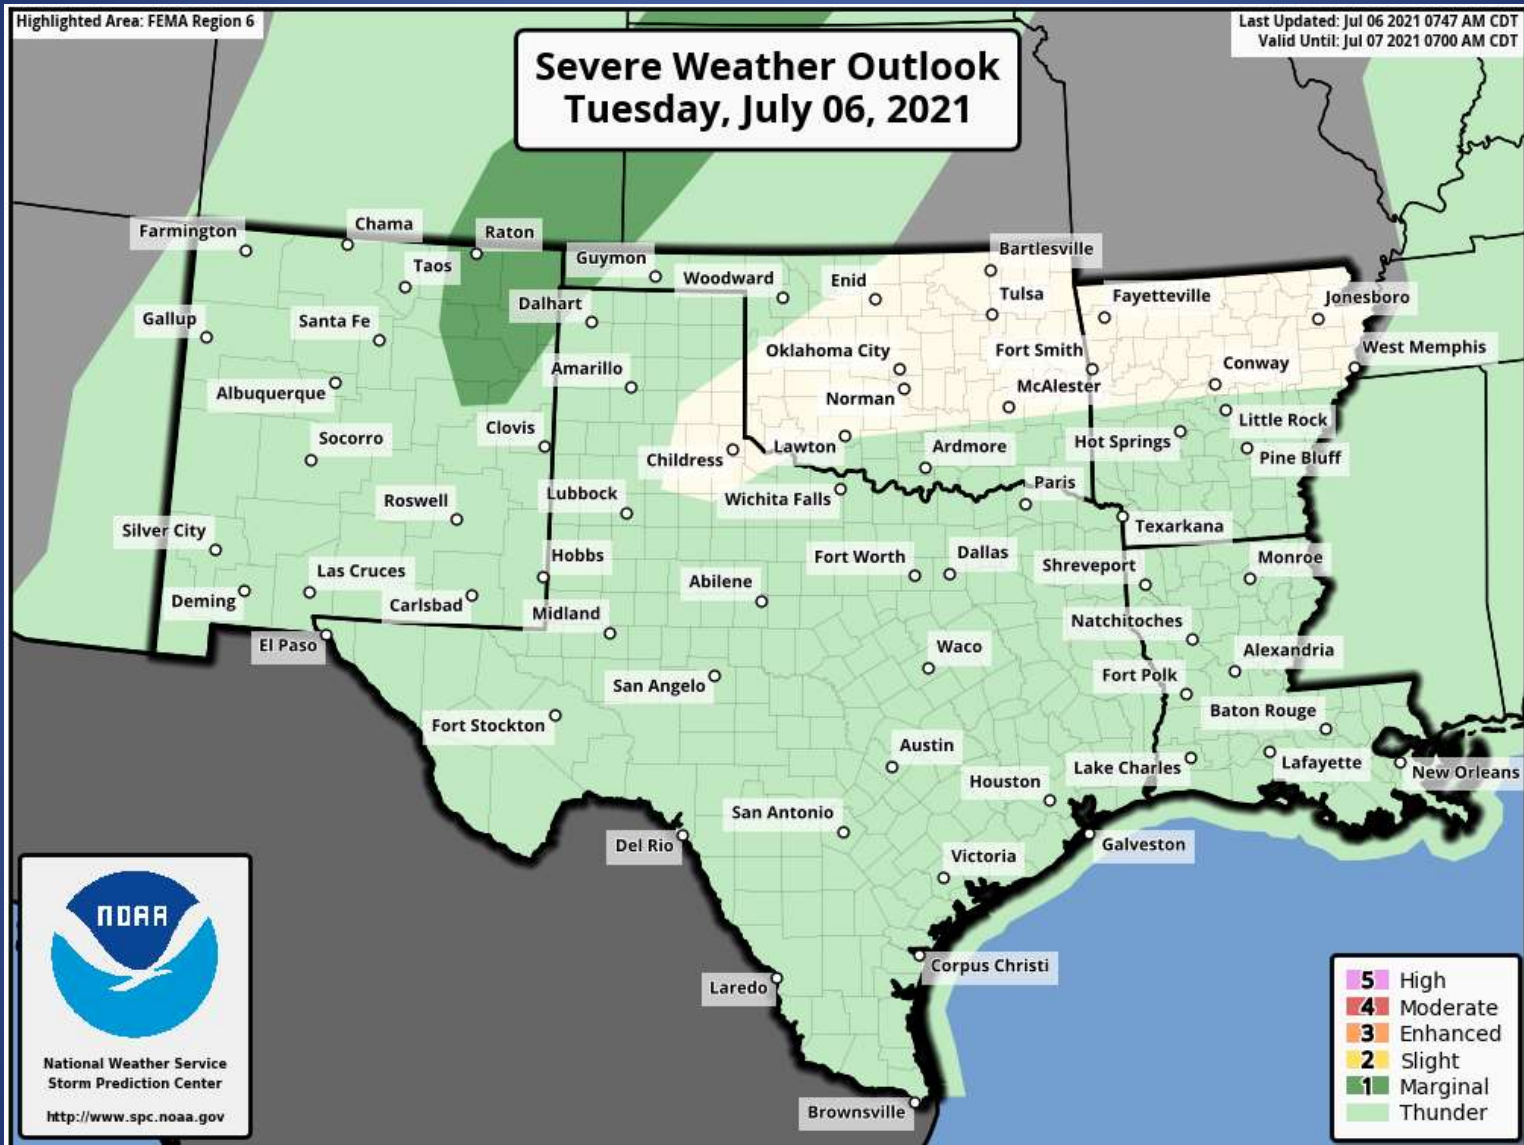 Highlighted Area: FEMA Region 6
Last Updated: Jul 06 2021 0747 AM CDT
Valid Until: Jul 07 2021 0700 AM CDT
Severe Weather Outlook
Tuesday, July 06, 2021
Farmington
Chama
Raton
Taos
Guymon
Woodward
Enid
Bartlesville
Tulsa
Fayetteville
Jonesboro
Gallup
Santa Fe
Dalhart
Oklahoma City
Fort Smith
Conway
West Memphis
Albuquerque
Amarillo
Norman
McAlester
Little Rock
Socorro
Clovis
Childress
Lawton
Ardmore
Hot Springs
Pine Bluff
Roswell
Lubbock
Wichita Falls
Paris
Texarkana
Silver City
Las Cruces
Hobbs
Abilene
Fort Worth
Dallas
Shreveport
Monroe
Deming
Carlsbad
Midland
Natchitoches
El Paso
San Angelo
Waco
Fort Polk
Alexandria
Fort Stockton
Austin
Baton Rouge
Houston
Lake Charles
Lafayette
New Orleans
San Antonio
Del Rio
Victoria
Galveston
Laredo
Corpus Christi
Brownsville
NOAA
National Weather Service
Storm Prediction Center
http://www.spc.noaa.gov
5 High
4 Moderate
3 Enhanced
2 Slight
1 Marginal
Thunder